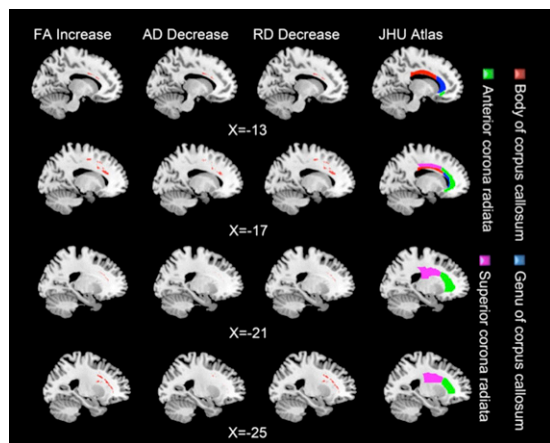 FA Increase
AD Decrease
RD Decrease
JHU Atlas
X=-13
X=-17
X=-21
X=-25
Body of corpus callosum
Anterior corona radiata
Genu of corpus callosum
Superior corona radiata